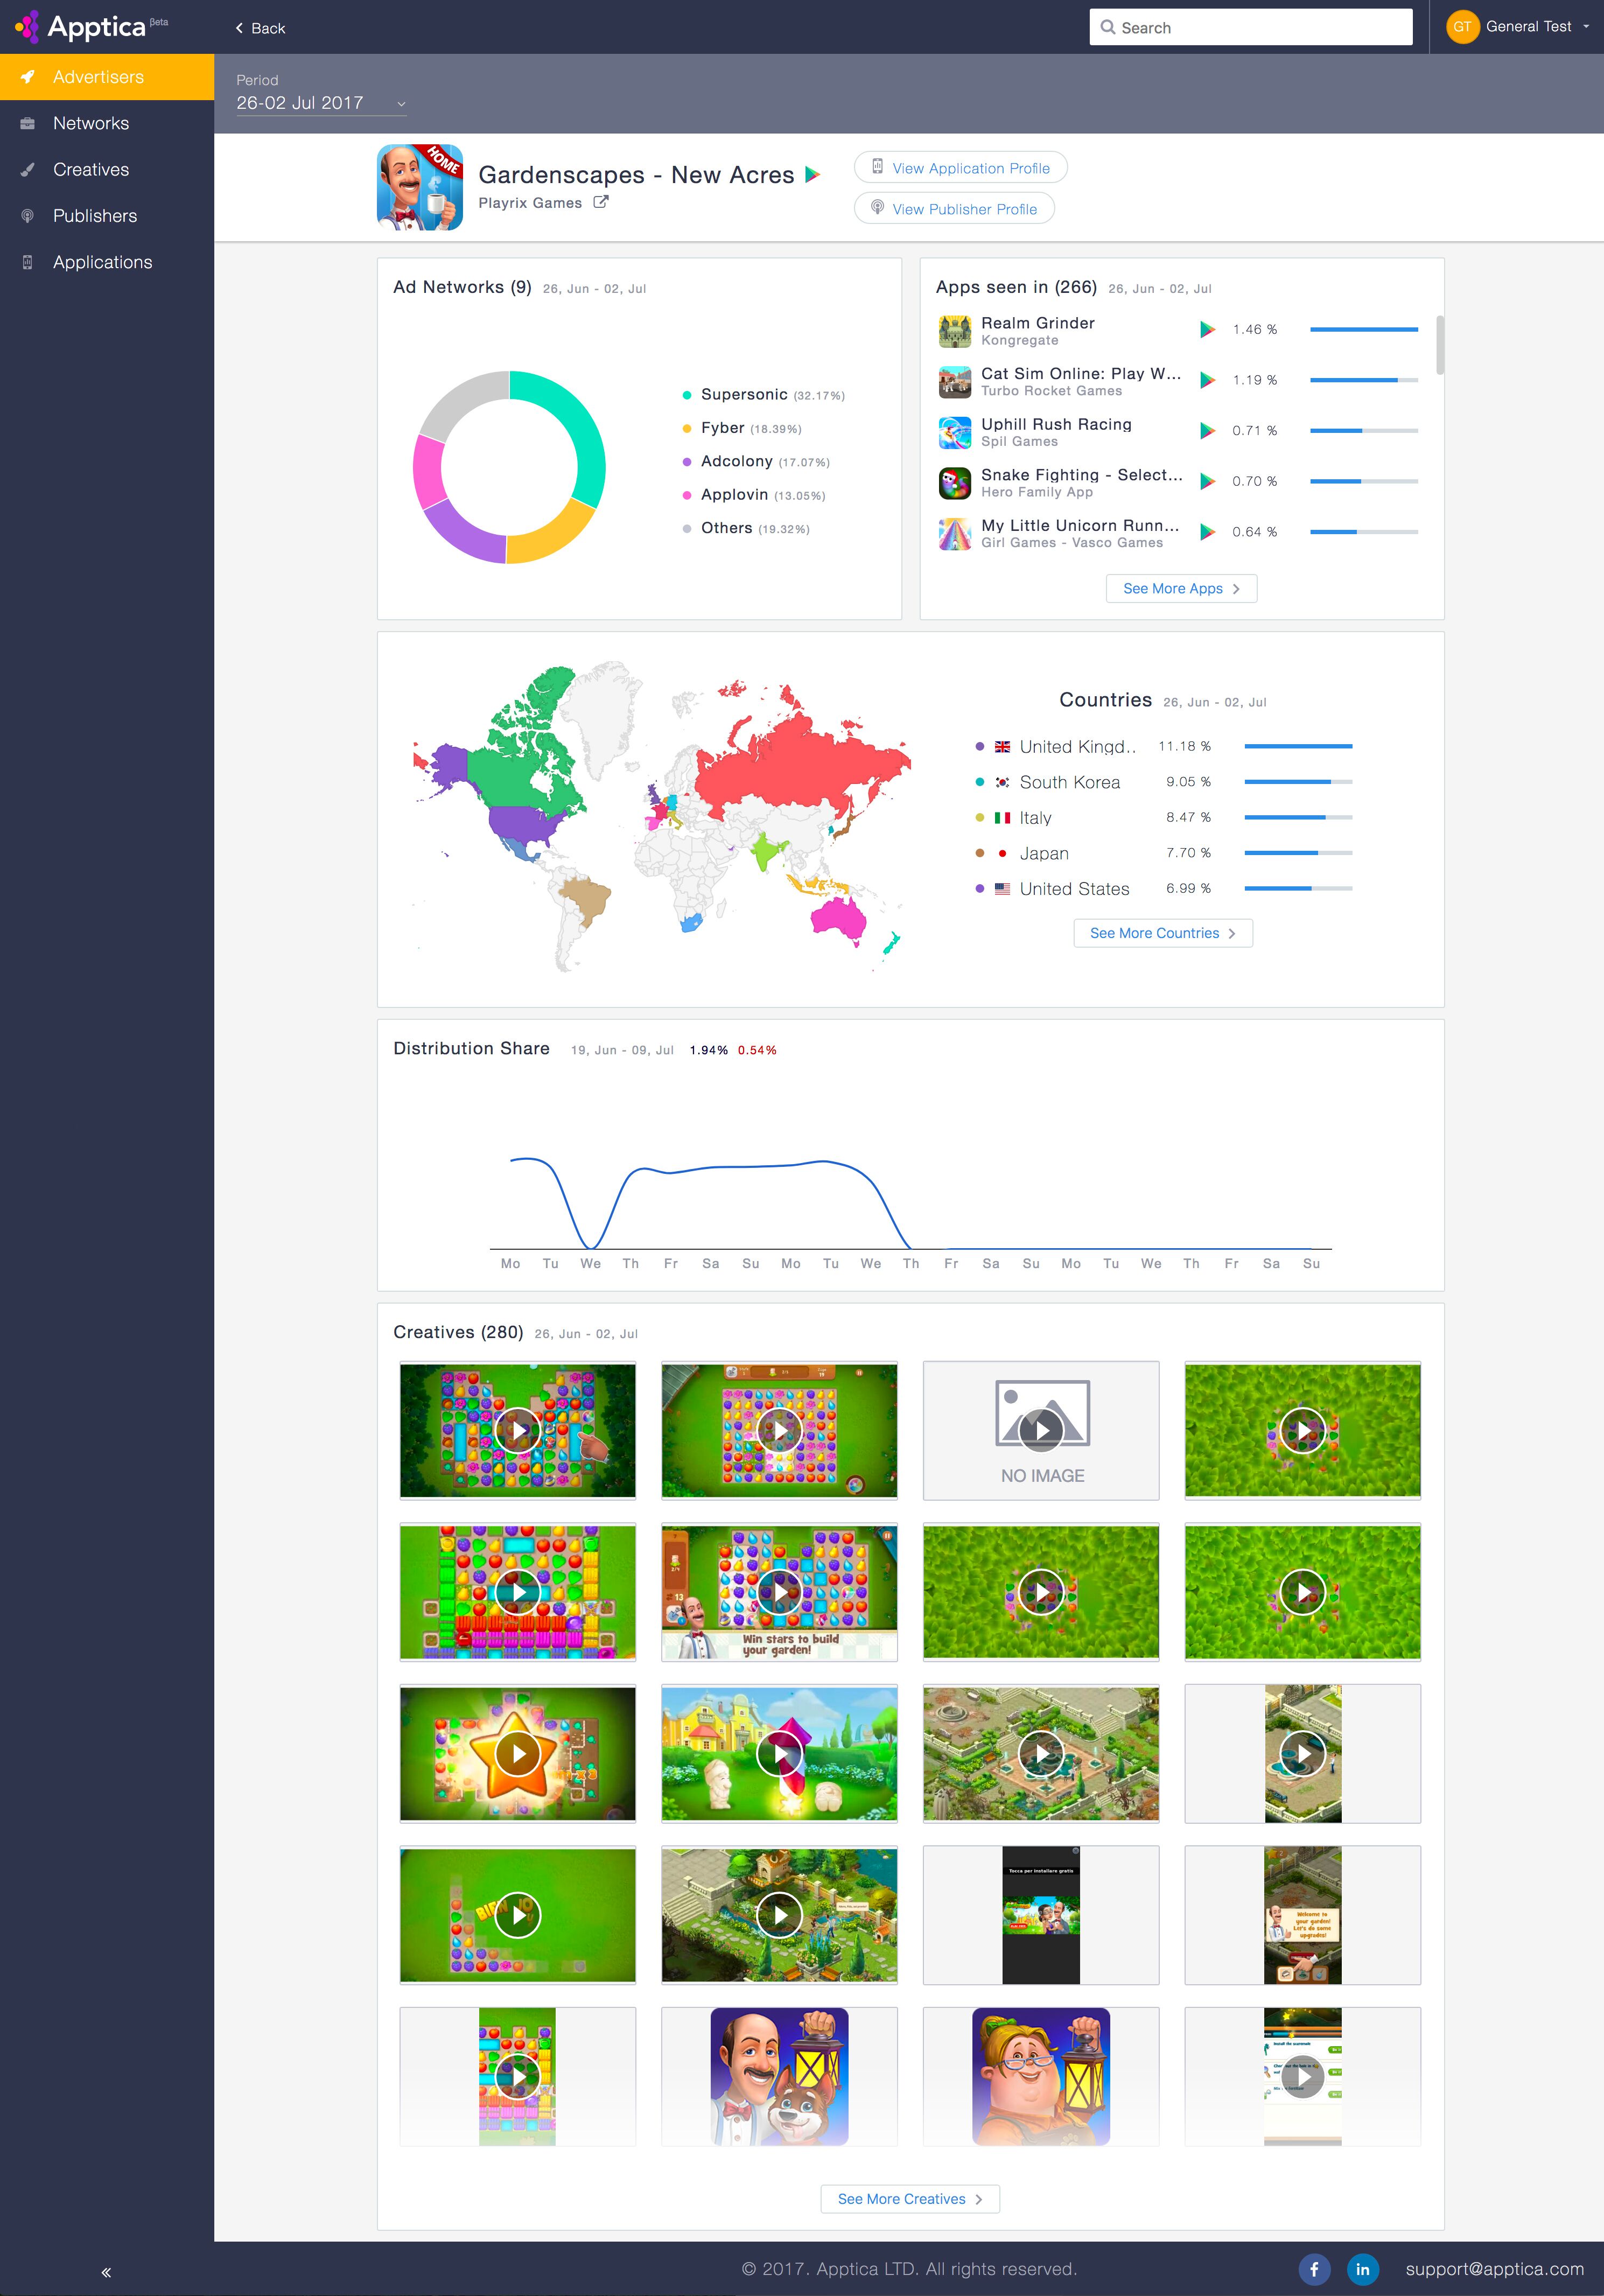 Apptica Beta
Back
Search
GT General Test
Advertisers
Networks
Creatives
Publishers
Applications
Period
26-02 Jul 2017
HOME
Gardenscapes - New Acres
Playrix Games
View Application Profile
View Publisher Profile
Ad Networks (9) 26, Jun - 02, Jul
Supersonic (32.17%)
Fyber (18.39%)
Adcolony (17.07%)
Applovin (13.05%)
Others (19.32%)
Apps seen in (266) 26, Jun - 02, Jul
Realm Grinder
Kongregate
1.46 %
Cat Sim Online: Play W...
Turbo Rocket Games
1.19 %
Uphill Rush Racing
Spil Games
0.71 %
Snake Fighting - Select...
Hero Family App
0.70 %
My Little Unicorn Runn...
Girl Games - Vasco Games
0.64 %
See More Apps
Countries 26, Jun - 02, Jul
United Kingd.. 11.18 %
South Korea 9.05 %
Italy 8.47 %
Japan 7.70 %
United States 6.99 %
See More Countries
Distribution Share 19, Jun - 09, Jul 1.94% 0.54%
Mo Tu We Th Fr Sa Su Mo Tu We Th Fr Sa Su Mo Tu We Th Fr Sa Su
Creatives (280) 26, Jun - 02, Jul
NO IMAGE
13
Win stars to build
your garden!
Tocca per installare gratis
Welcome to
your garden!
Let's do some
upgrades!
See More Creatives
© 2017. Apptica LTD. All rights reserved.
f
in
support@apptica.com